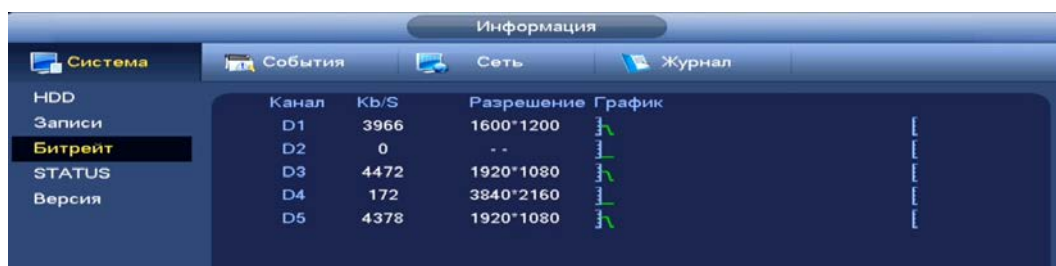 Информация
Система События Сеть Журнал
HDD
Записи
Битрейт
STATUS
Версия
Канал Kb/S Разрешение График
D1 3966 1600*1200
D2 0 - -
D3 4472 1920*1080
D4 172 3840*2160
D5 4378 1920*1080